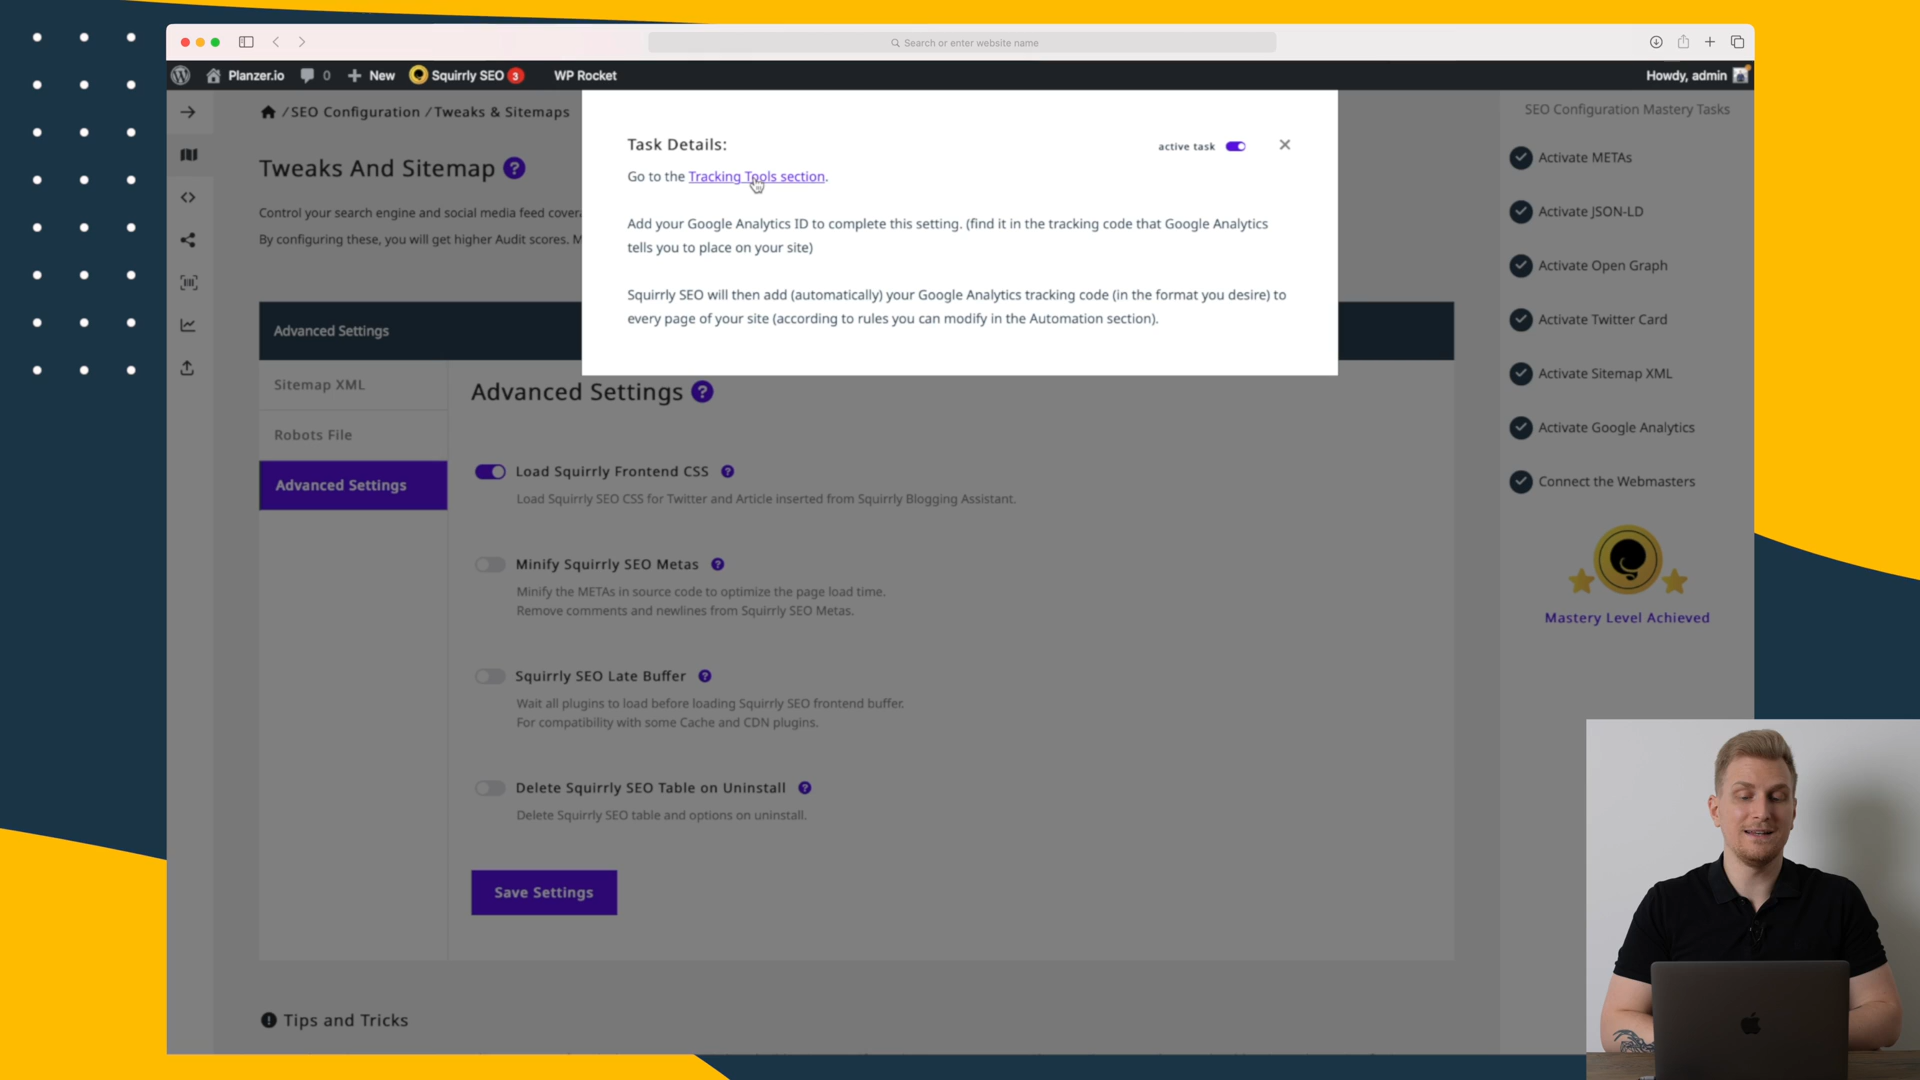 Search or enter website name
Planzer.io
0
New
Squirrly SEO 3
WP Rocket
Howdy, admin
/SEO Configuration /Tweaks & Sitemaps
Tweaks And Sitemap ?
Control your search engine and social media feed
By configuring these, you will get higher Audit scores.
Task Details:
active task
Go to the Tracking Tools section.
Add your Google Analytics ID to complete this setting. (find it in the tracking code that Google Analytics
tells you to place on your site)
Squirrly SEO will then add (automatically) your Google Analytics tracking code (in the format you desire) to
every page of your site (according to rules you can modify in the Automation section).
Advanced Settings
Sitemap XML
Robots File
Advanced Settings
Advanced Settings ?
Load Squirrly Frontend CSS ?
Load Squirrly SEO CSS for Twitter and Article inserted from Squirrly Blogging Assistant.
Minify Squirrly SEO Metas ?
Minify the METAs in source code to optimize the page load time.
Remove comments and newlines from Squirrly SEO Metas.
Squirrly SEO Late Buffer ?
Wait all plugins to load before loading Squirrly SEO frontend buffer.
For compatibility with some Cache and CDN plugins.
Delete Squirrly SEO Table on Uninstall ?
Delete Squirrly SEO table and options on uninstall.
Save Settings
Tips and Tricks
SEO Configuration Mastery Tasks
Activate METAs
Activate JSON-LD
Activate Open Graph
Activate Twitter Card
Activate Sitemap XML
Activate Google Analytics
Connect the Webmasters
Mastery Level Achieved